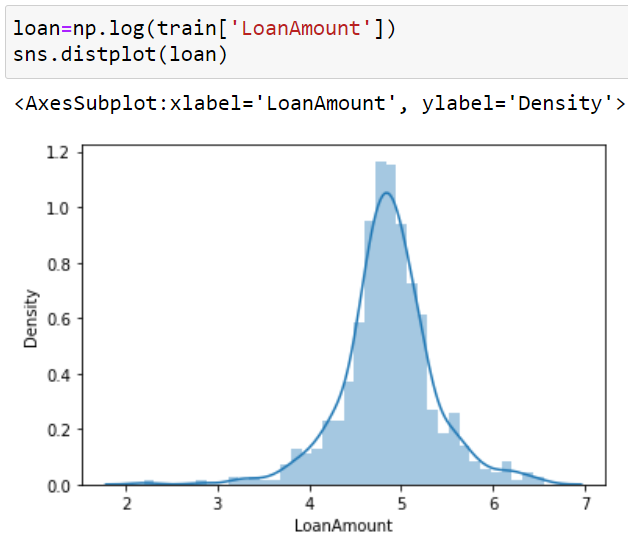 loan=np.log(train['LoanAmount'])
sns.distplot(loan)
<AxesSubplot:xlabel='LoanAmount', ylabel='Density'>
1.2
1.0
0.8
0.6
0.4
0.2
0.0
Density
2 3 4 5 6 7
LoanAmount